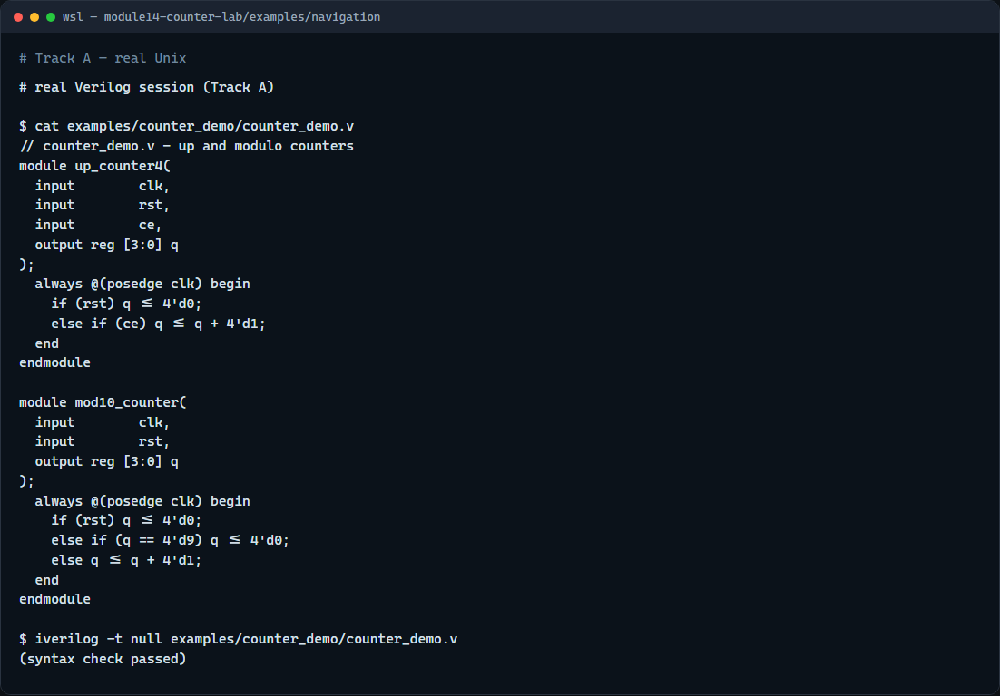 wsl — module14-counter-lab/examples/navigation
# Track A — real Unix
# real Verilog session (Track A)
$ cat examples/counter_demo/counter_demo.v
// counter_demo.v - up and modulo counters
module up_counter4(
  input        clk,
  input        rst,
  input        ce,
  output reg [3:0] q
);
  always @(posedge clk) begin
    if (rst) q <= 4'd0;
    else if (ce) q <= q + 4'd1;
  end
endmodule

module mod10_counter(
  input        clk,
  input        rst,
  output reg [3:0] q
);
  always @(posedge clk) begin
    if (rst) q <= 4'd0;
    else if (q == 4'd9) q <= 4'd0;
    else q <= q + 4'd1;
  end
endmodule

$ iverilog -t null examples/counter_demo/counter_demo.v
(syntax check passed)